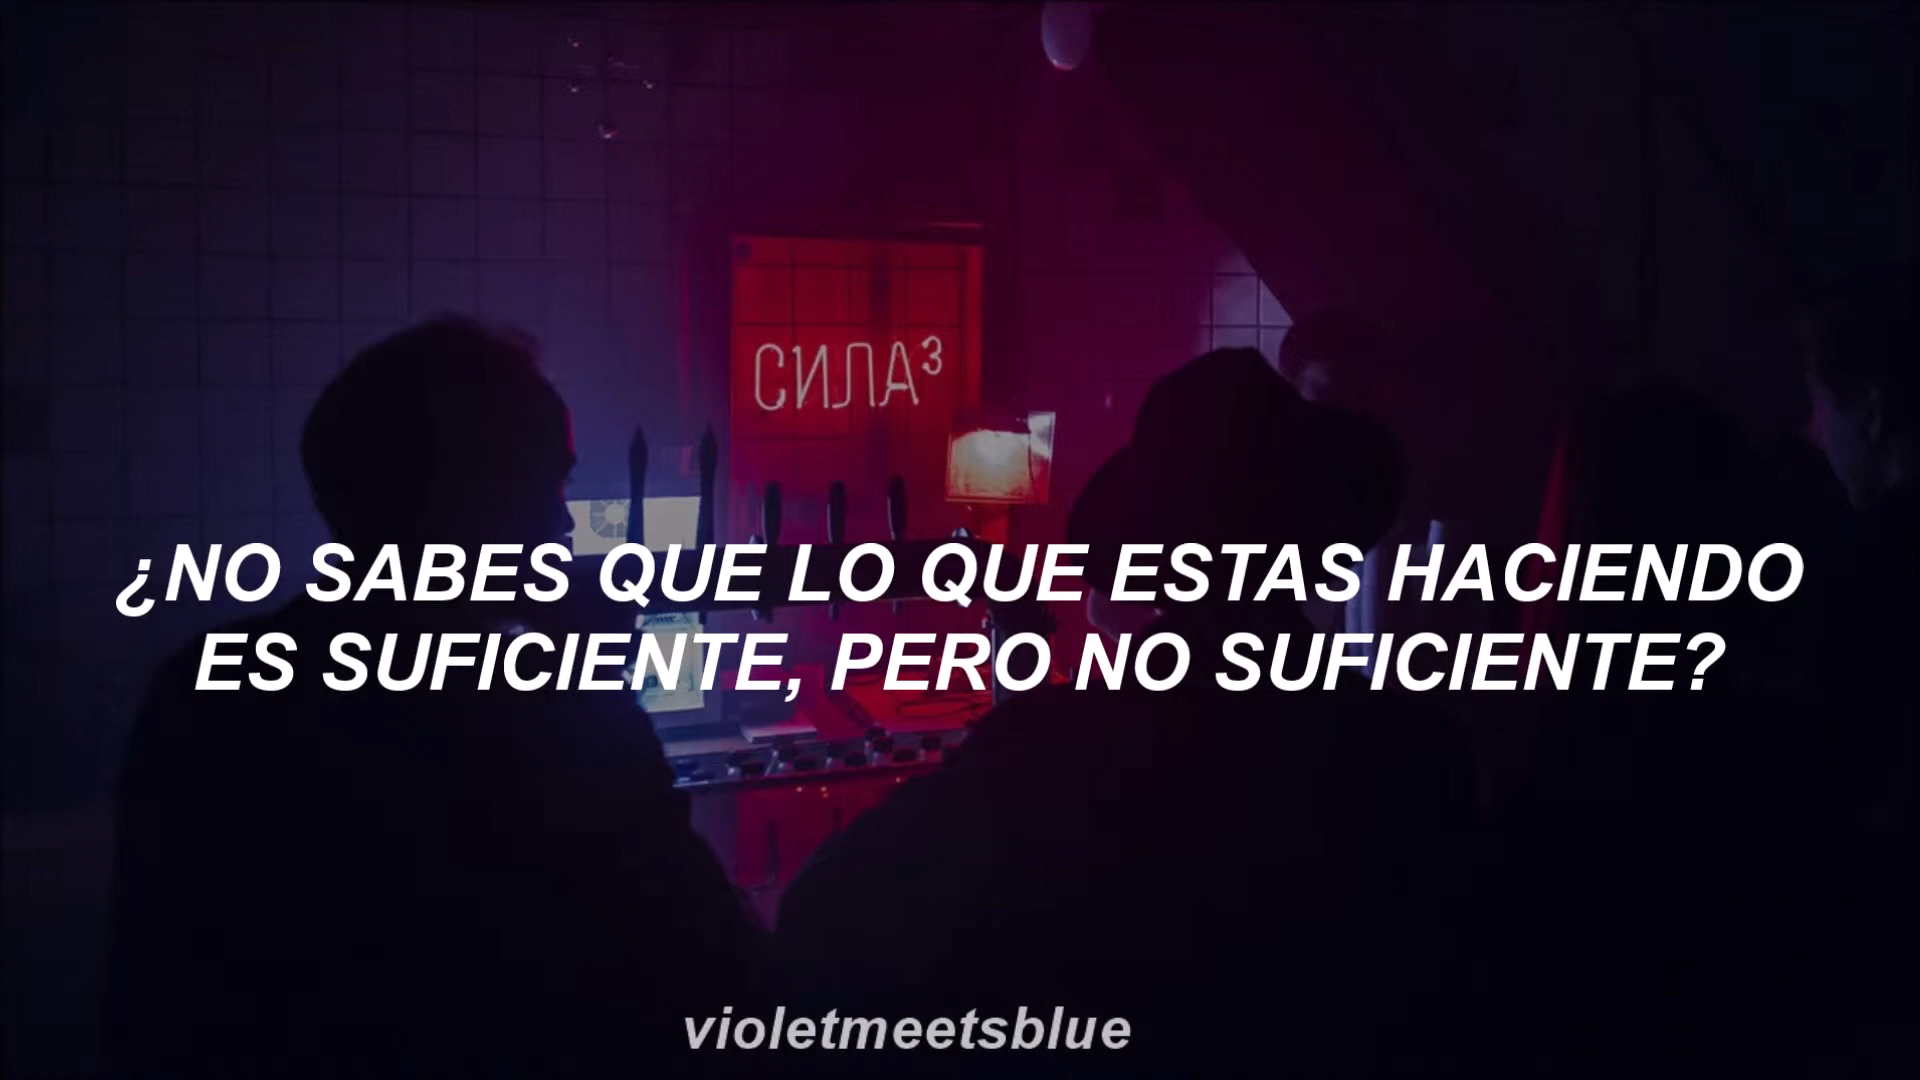 СИЛА³
¿NO SABES QUE LO QUE ESTAS HACIENDO
ES SUFICIENTE, PERO NO SUFICIENTE?
violetmeetsblue